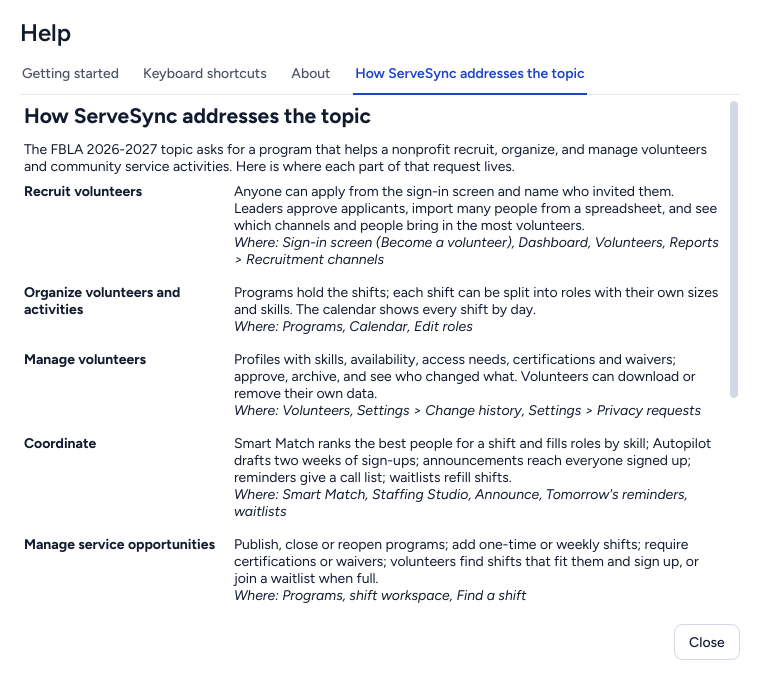 Help
Getting started
Keyboard shortcuts
About
How ServeSync addresses the topic
How ServeSync addresses the topic
The FBLA 2026-2027 topic asks for a program that helps a nonprofit recruit, organize, and manage volunteers
and community service activities. Here is where each part of that request lives.
Recruit volunteers
Anyone can apply from the sign-in screen and name who invited them.
Leaders approve applicants, import many people from a spreadsheet, and see
which channels and people bring in the most volunteers.
Where: Sign-in screen (Become a volunteer), Dashboard, Volunteers, Reports
> Recruitment channels
Organize volunteers and
activities
Programs hold the shifts; each shift can be split into roles with their own sizes
and skills. The calendar shows every shift by day.
Where: Programs, Calendar, Edit roles
Manage volunteers
Profiles with skills, availability, access needs, certifications and waivers;
approve, archive, and see who changed what. Volunteers can download or
remove their own data.
Where: Volunteers, Settings > Change history, Settings > Privacy requests
Coordinate
Smart Match ranks the best people for a shift and fills roles by skill; Autopilot
drafts two weeks of sign-ups; announcements reach everyone signed up;
reminders give a call list; waitlists refill shifts.
Where: Smart Match, Staffing Studio, Announce, Tomorrow's reminders,
waitlists
Manage service opportunities
Publish, close or reopen programs; add one-time or weekly shifts; require
certifications or waivers; volunteers find shifts that fit them and sign up, or
join a waitlist when full.
Where: Programs, shift workspace, Find a shift
Close